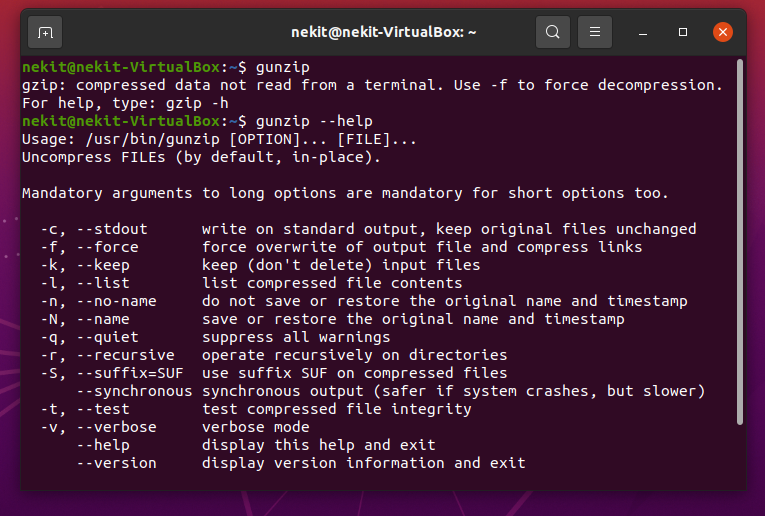 nekit@nekit-VirtualBox: ~
nekit@nekit-VirtualBox:~$ gunzip
gzip: compressed data not read from a terminal. Use -f to force decompression.
For help, type: gzip -h
nekit@nekit-VirtualBox:~$ gunzip --help
Usage: /usr/bin/gunzip [OPTION]... [FILE]...
Uncompress FILEs (by default, in-place).

Mandatory arguments to long options are mandatory for short options too.

  -c, --stdout      write on standard output, keep original files unchanged
  -f, --force       force overwrite of output file and compress links
  -k, --keep        keep (don't delete) input files
  -l, --list        list compressed file contents
  -n, --no-name     do not save or restore the original name and timestamp
  -N, --name        save or restore the original name and timestamp
  -q, --quiet       suppress all warnings
  -r, --recursive   operate recursively on directories
  -S, --suffix=SUF  use suffix SUF on compressed files
      --synchronous synchronous output (safer if system crashes, but slower)
  -t, --test        test compressed file integrity
  -v, --verbose     verbose mode
      --help        display this help and exit
      --version     display version information and exit